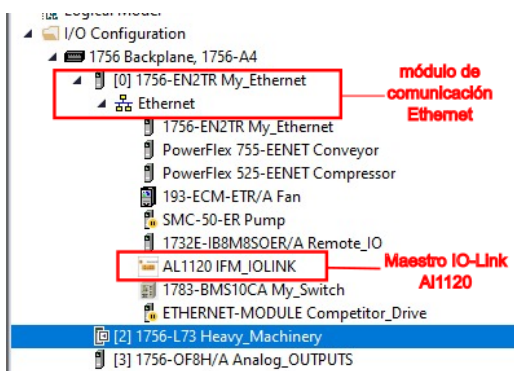 Logical Model
I/O Configuration
1756 Backplane, 1756-A4
[0] 1756-EN2TR My_Ethernet
Ethernet
1756-EN2TR My_Ethernet
PowerFlex 755-EENET Conveyor
PowerFlex 525-EENET Compressor
193-ECM-ETR/A Fan
SMC-50-ER Pump
1732E-IB8M8SOER/A Remote_IO
AL1120 IFM_IOLINK
1783-BMS10CA My_Switch
ETHERNET-MODULE Competitor_Drive
[2] 1756-L73 Heavy_Machinery
[3] 1756-OF8H/A Analog_OUTPUTS
módulo de
comunicación
Ethernet
Maestro IO-Link
Al1120